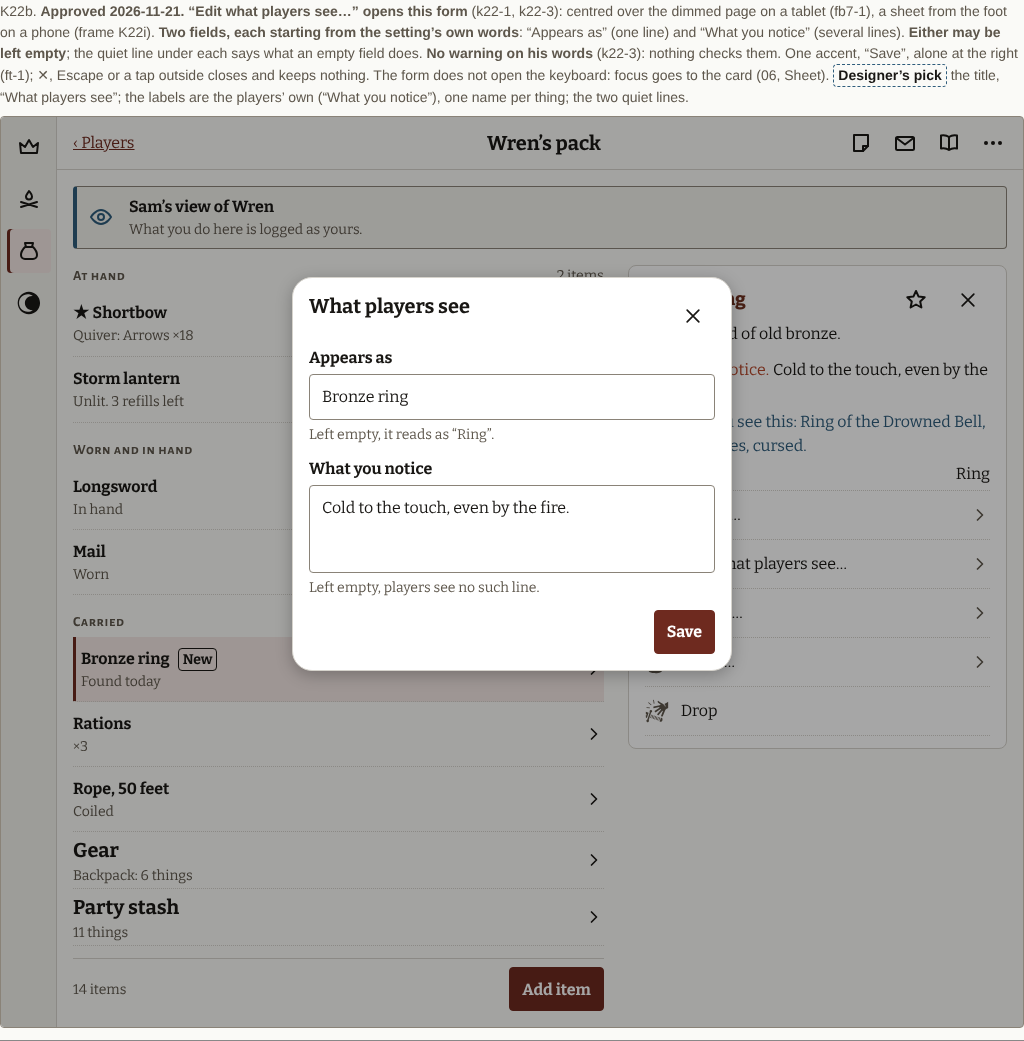 K22b. Approved 2026-11-21. “Edit what players see…” opens this form (k22-1, k22-3): centred over the dimmed page on a tablet (fb7-1), a sheet from the foot
on a phone (frame K22i). Two fields, each starting from the setting’s own words: “Appears as” (one line) and “What you notice” (several lines). Either may be
left empty; the quiet line under each says what an empty field does. No warning on his words (k22-3): nothing checks them. One accent, “Save”, alone at the right
(ft-1); ✕, Escape or a tap outside closes and keeps nothing. The form does not open the keyboard: focus goes to the card (06, Sheet). Designer’s pick the title,
“What players see”; the labels are the players’ own (“What you notice”), one name per thing; the two quiet lines.
‹ Players
Wren’s pack
Sam’s view of Wren
What you do here is logged as yours.
At hand
2 items
★ Shortbow
Quiver: Arrows ×18
Storm lantern
Unlit. 3 refills left
Worn and in hand
Longsword
In hand
Mail
Worn
Carried
Bronze ring New
Found today
Rations
×3
Rope, 50 feet
Coiled
Gear
Backpack: 6 things
Party stash
11 things
14 items
Add item
What players see
Appears as
Bronze ring
Left empty, it reads as “Ring”.
What you notice
Cold to the touch, even by the fire.
Left empty, players see no such line.
Save
of old bronze.
Cold to the touch, even by the
see this: Ring of the Drowned Bell,
cursed.
Ring
players see…
Drop